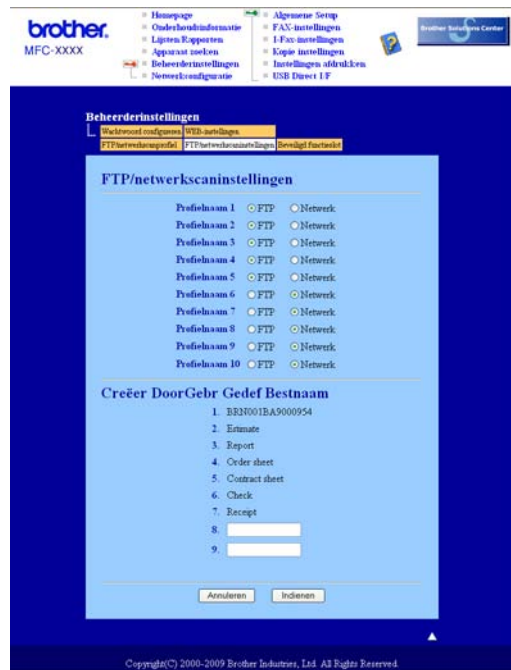 brother.
MFC-XXXX
Homepage
Onderhoudsinformatie
Lijsten Rapporten
Apparaat zoeken
Beheerderinstellingen
Netwerkconfiguratie
Algemene Setup
FAX-instellingen
I-Fax-instellingen
Kopie instellingen
Instellingen afdrukken
USB Direct I/F
Brother Solutions Center
Beheerderinstellingen
Wachtwoord configureren WEB-instellingen
FTP/netwerkscanprofiel FTP/netwerkscaninstellingen Beveiligd functieslot
FTP/netwerkscaninstellingen
Profielnaam 1 FTP Netwerk
Profielnaam 2 FTP Netwerk
Profielnaam 3 FTP Netwerk
Profielnaam 4 FTP Netwerk
Profielnaam 5 FTP Netwerk
Profielnaam 6 FTP Netwerk
Profielnaam 7 FTP Netwerk
Profielnaam 8 FTP Netwerk
Profielnaam 9 FTP Netwerk
Profielnaam 10 FTP Netwerk
Creëer DoorGebr Gedef Bestnaam
1. BRN001BA9000954
2. Estimate
3. Report
4. Order sheet
5. Contract sheet
6. Check
7. Receipt
8.
9.
Annuleren Indienen
Copyright(C) 2000-2009 Brother Industries, Ltd. All Rights Reserved.